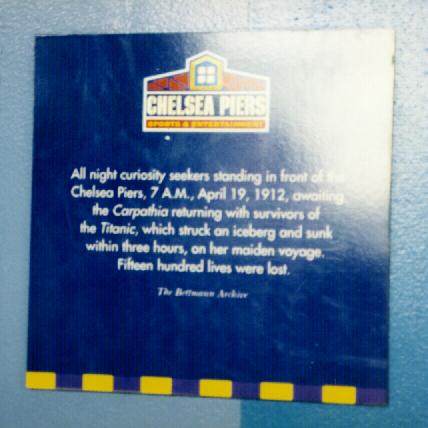 CHELSEA PIERS
SPORTS & ENTERTAINMENT
All night curiosity seekers standing in front of the
Chelsea Piers, 7 A.M., April 19, 1912, awaiting
the Carpathia returning with survivors of
the Titanic, which struck an iceberg and sunk
within three hours, on her maiden voyage.
Fifteen hundred lives were lost.
The Bettmann Archive